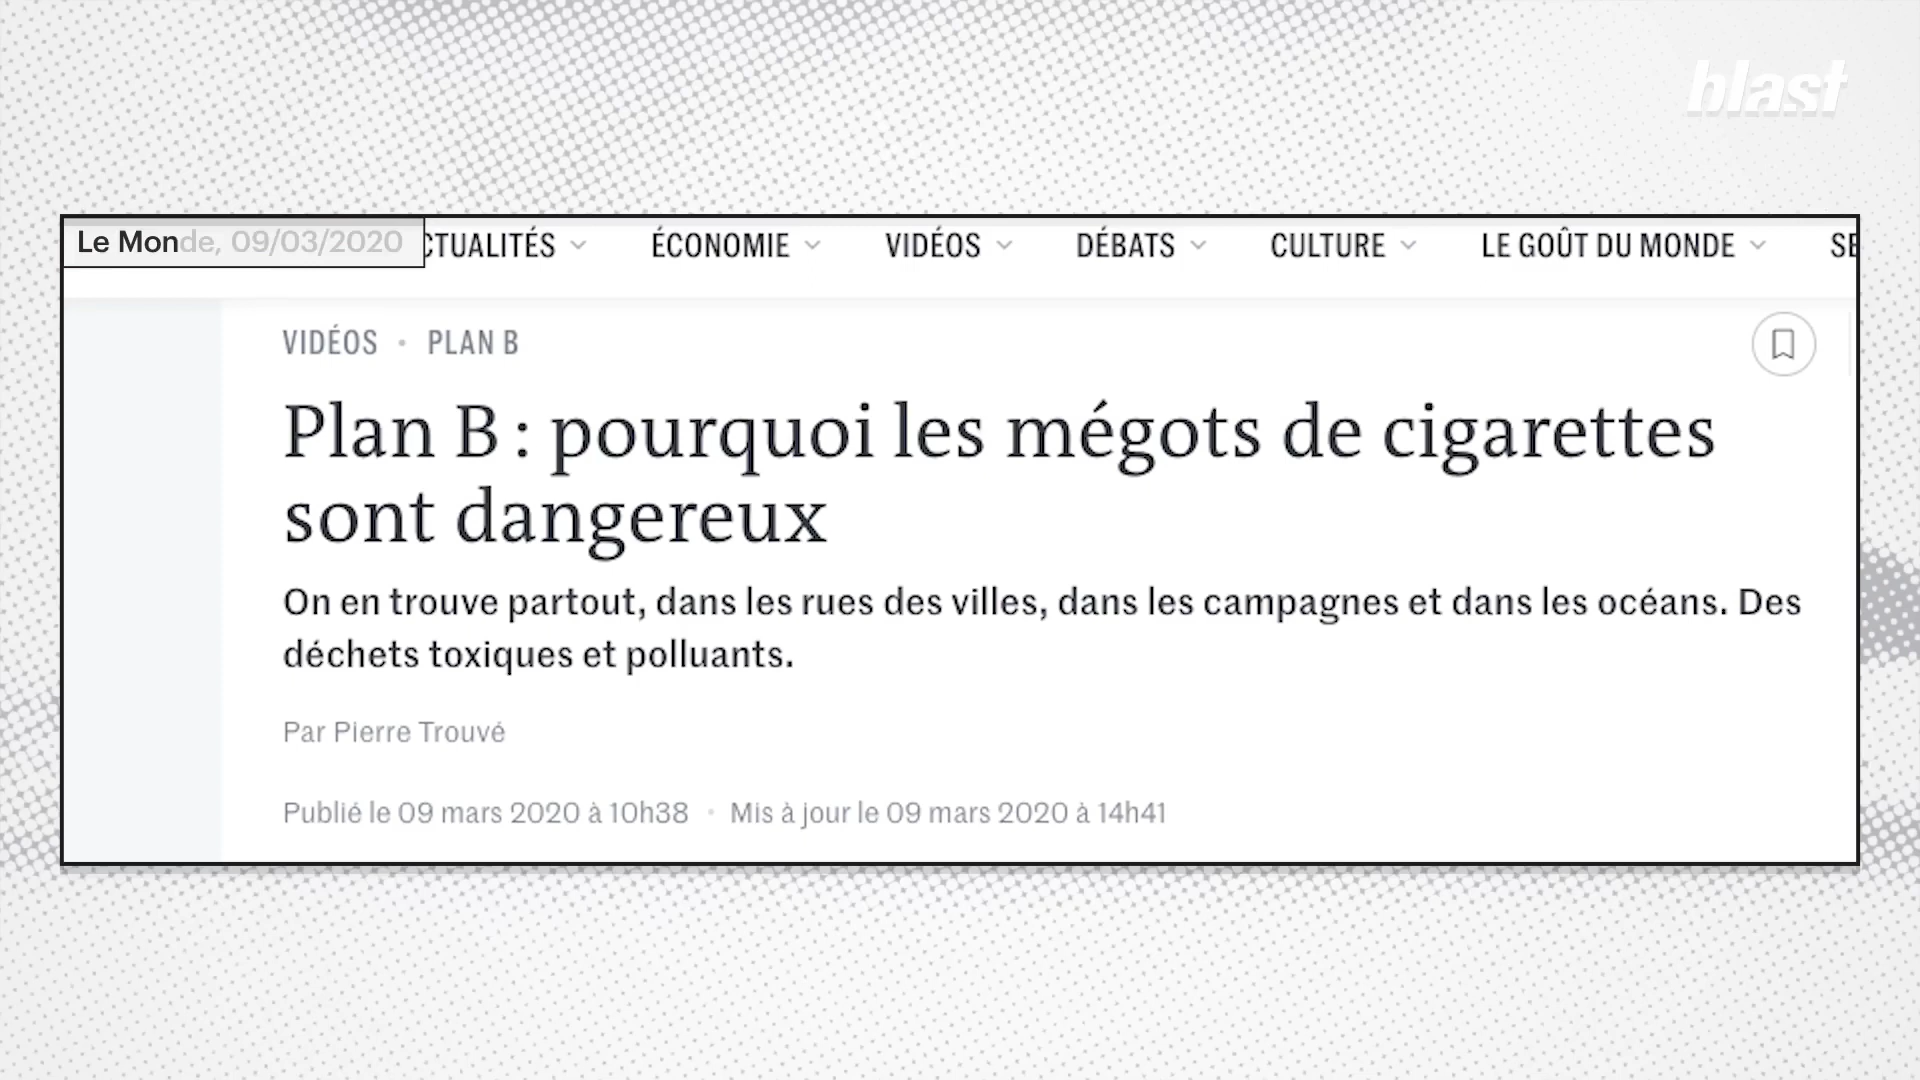 blast
Le Monde, 09/03/2020
CTUALITÉS ÉCONOMIE VIDÉOS DÉBATS CULTURE LE GOÛT DU MONDE SE
VIDÉOS • PLAN B
Plan B : pourquoi les mégots de cigarettes
sont dangereux
On en trouve partout, dans les rues des villes, dans les campagnes et dans les océans. Des
déchets toxiques et polluants.
Par Pierre Trouvé
Publié le 09 mars 2020 à 10h38 • Mis à jour le 09 mars 2020 à 14h41